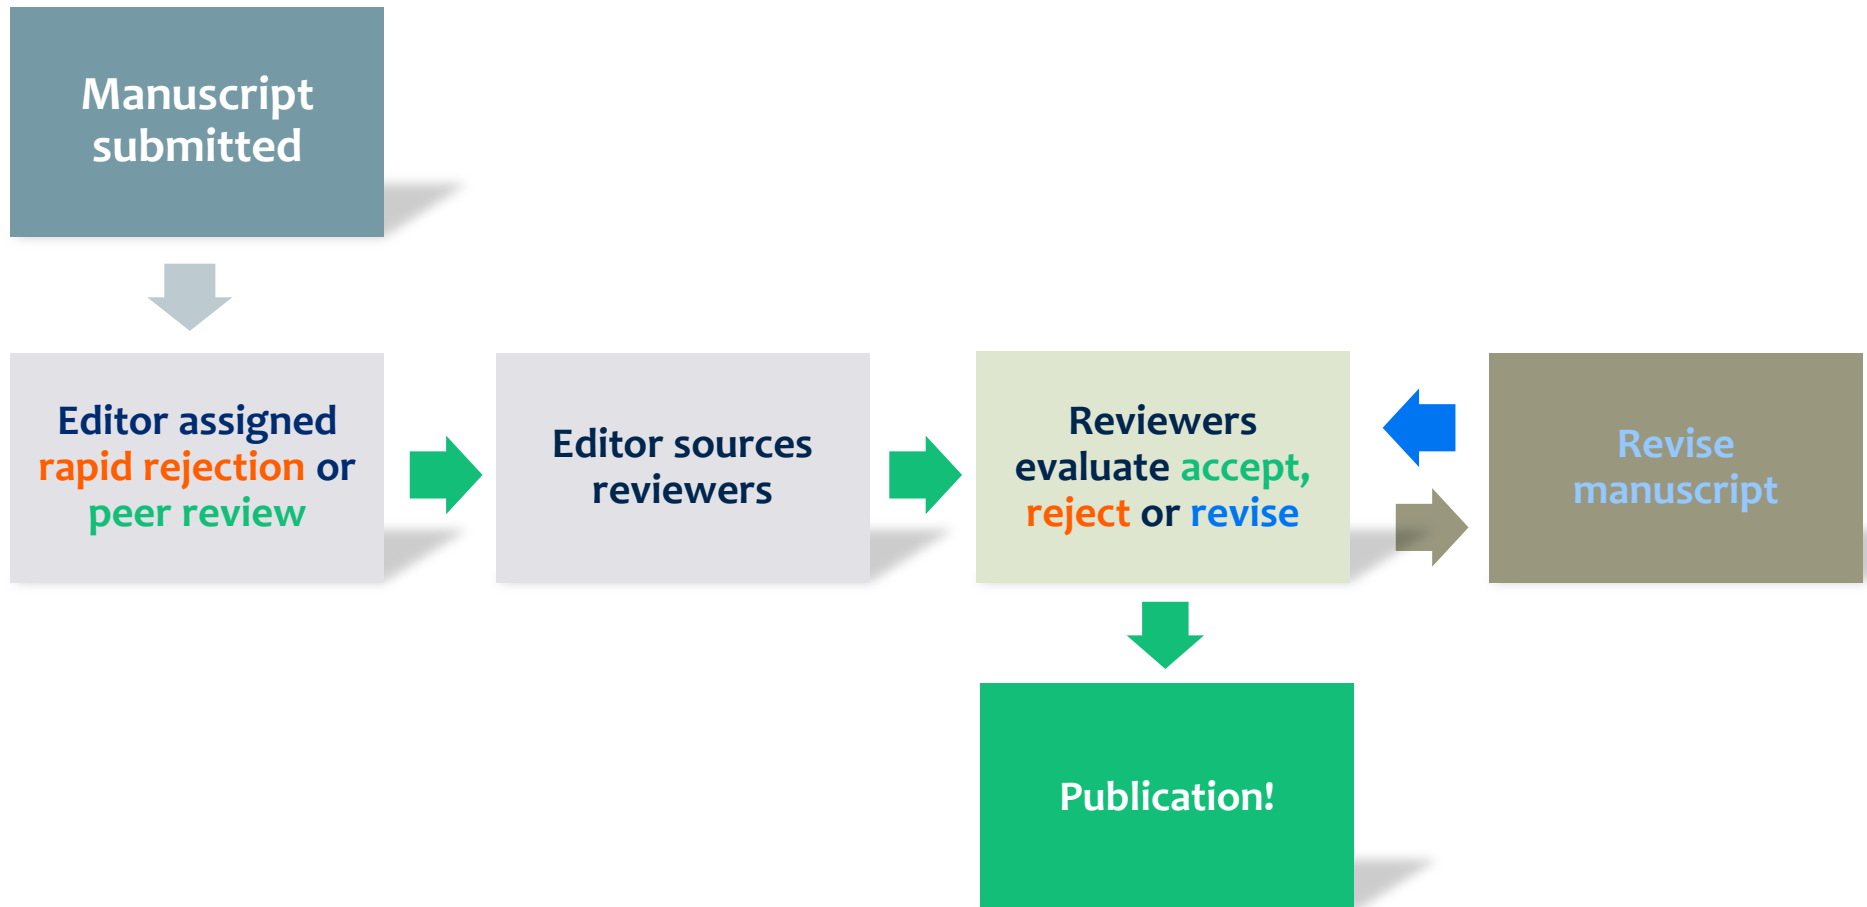 Manuscript
submitted
Editor assigned
rapid rejection or
peer review
Editor sources
reviewers
Reviewers
evaluate accept,
reject or revise
Revise
manuscript
Publication!